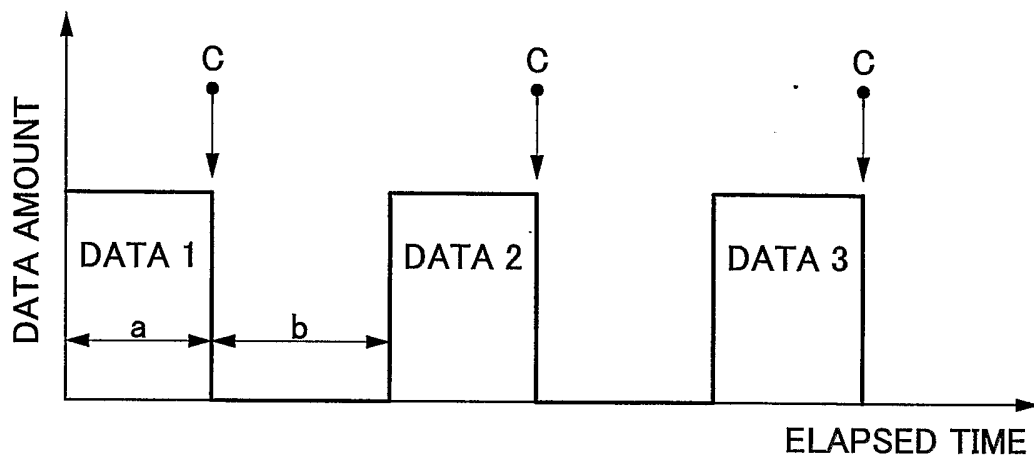 C C C
DATA AMOUNT
DATA 1 DATA 2 DATA 3
a b
ELAPSED TIME